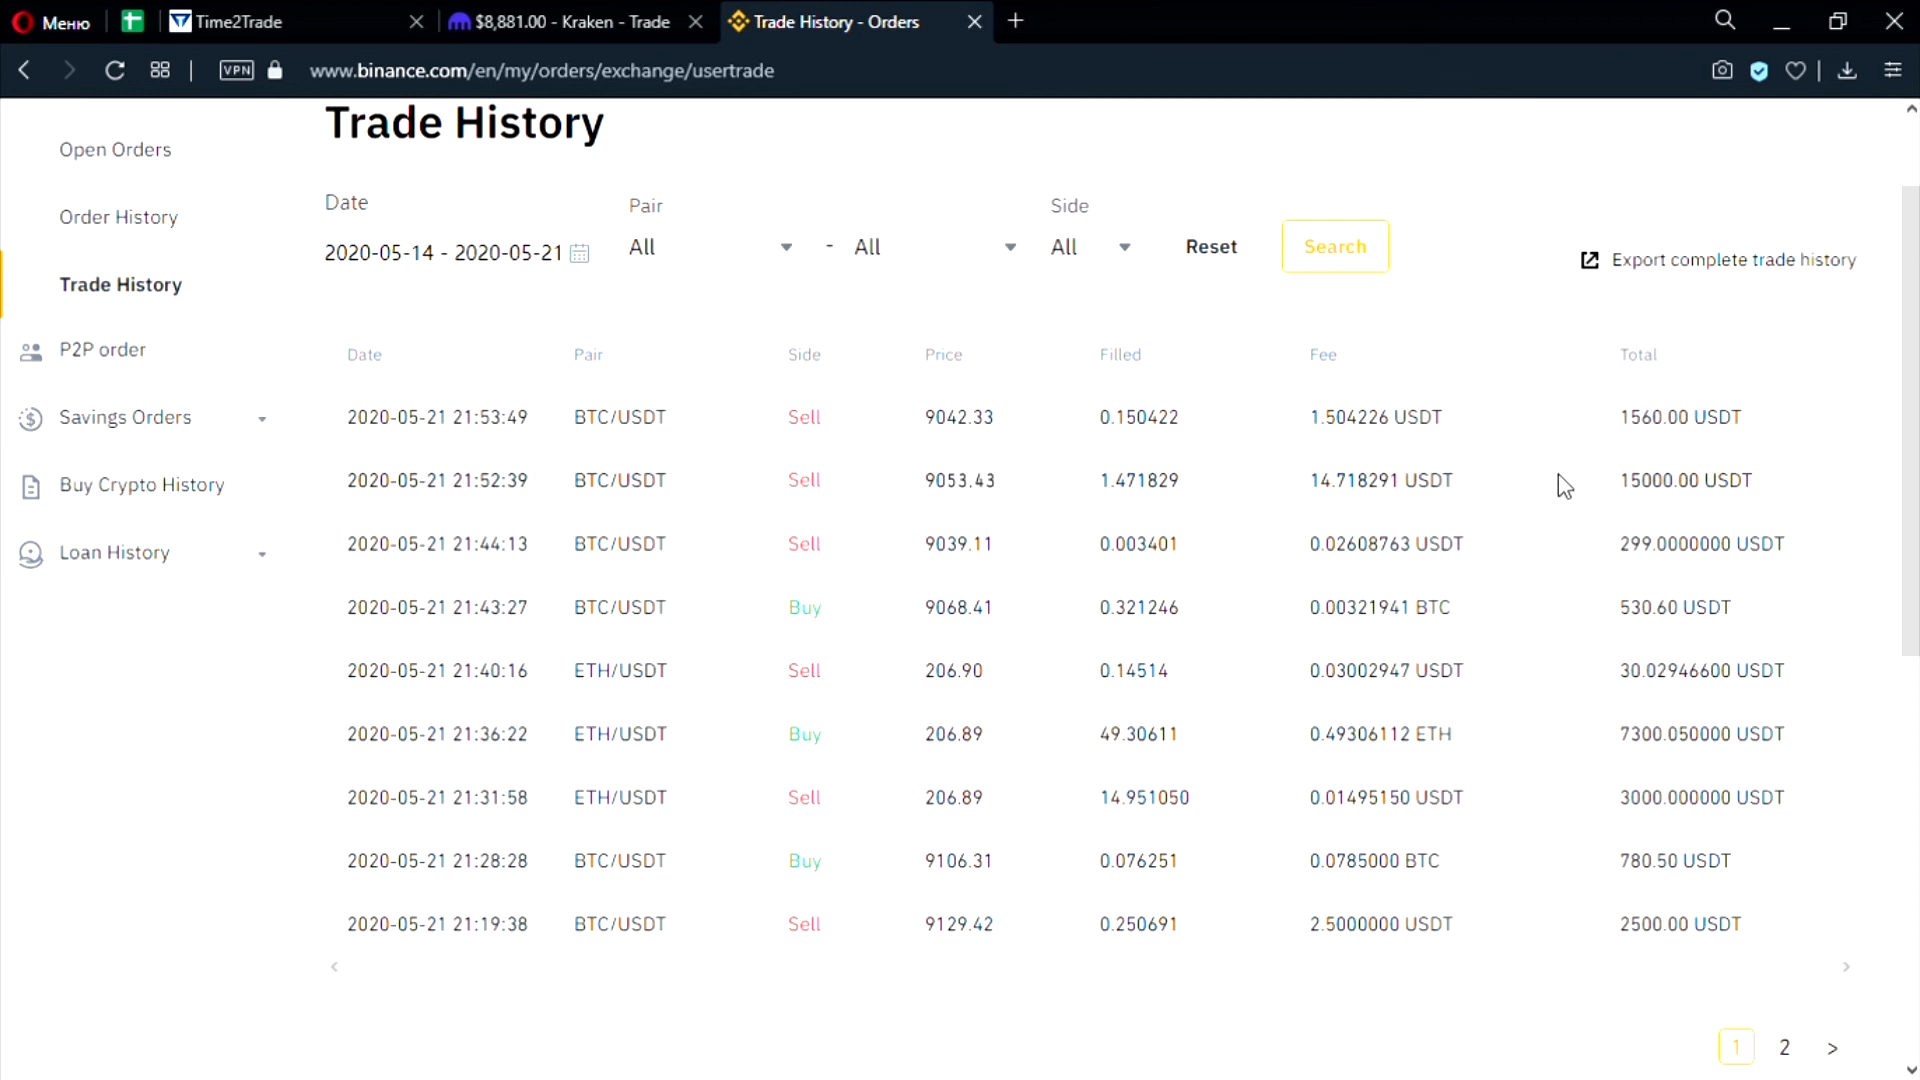 Меню
Time2Trade
$8,881.00 - Kraken - Trade
Trade History - Orders
VPN
www.binance.com/en/my/orders/exchange/usertrade
Trade History
Open Orders
Order History
Trade History
P2P order
Savings Orders
Buy Crypto History
Loan History
Date Pair Side
2020-05-14 - 2020-05-21 All - All All Reset Search
Export complete trade history
Date Pair Side Price Filled Fee Total
2020-05-21 21:53:49 BTC/USDT Sell 9042.33 0.150422 1.504226 USDT 1560.00 USDT
2020-05-21 21:52:39 BTC/USDT Sell 9053.43 1.471829 14.718291 USDT 15000.00 USDT
2020-05-21 21:44:13 BTC/USDT Sell 9039.11 0.003401 0.02608763 USDT 299.0000000 USDT
2020-05-21 21:43:27 BTC/USDT Buy 9068.41 0.321246 0.00321941 BTC 530.60 USDT
2020-05-21 21:40:16 ETH/USDT Sell 206.90 0.14514 0.03002947 USDT 30.02946600 USDT
2020-05-21 21:36:22 ETH/USDT Buy 206.89 49.30611 0.49306112 ETH 7300.050000 USDT
2020-05-21 21:31:58 ETH/USDT Sell 206.89 14.951050 0.01495150 USDT 3000.000000 USDT
2020-05-21 21:28:28 BTC/USDT Buy 9106.31 0.076251 0.0785000 BTC 780.50 USDT
2020-05-21 21:19:38 BTC/USDT Sell 9129.42 0.250691 2.5000000 USDT 2500.00 USDT
1 2 >